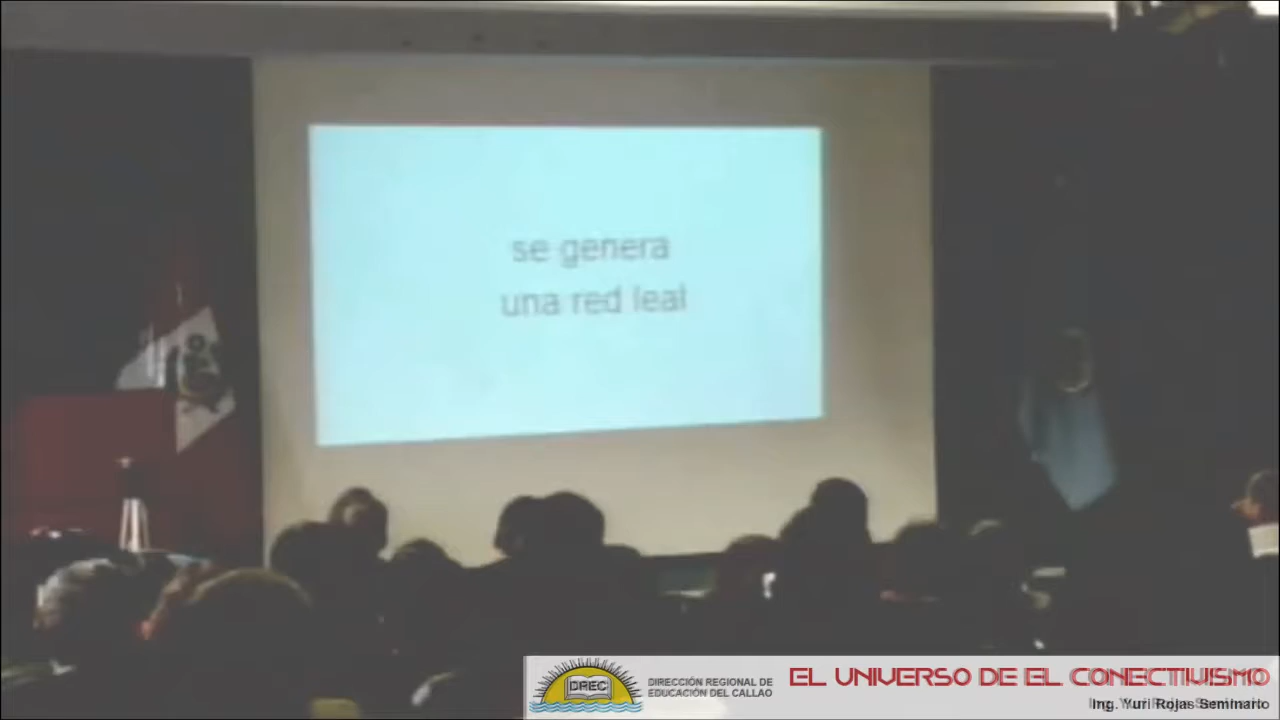 se genera
una red leal
DREC
DIRECCIÓN REGIONAL DE
EDUCACIÓN DEL CALLAO
EL UNIVERSO DE EL CONECTIVISMO
Ing. Yuri Rojas Seminario